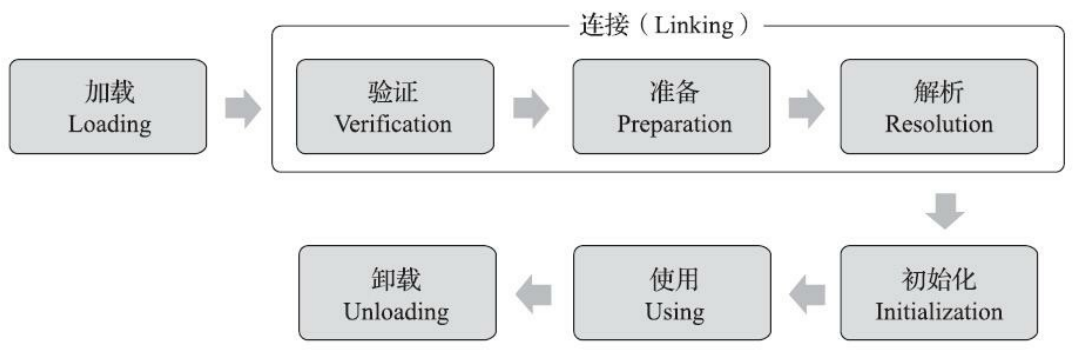 连接（Linking）
加载
Loading
验证
Verification
准备
Preparation
解析
Resolution
初始化
Initialization
使用
Using
卸载
Unloading